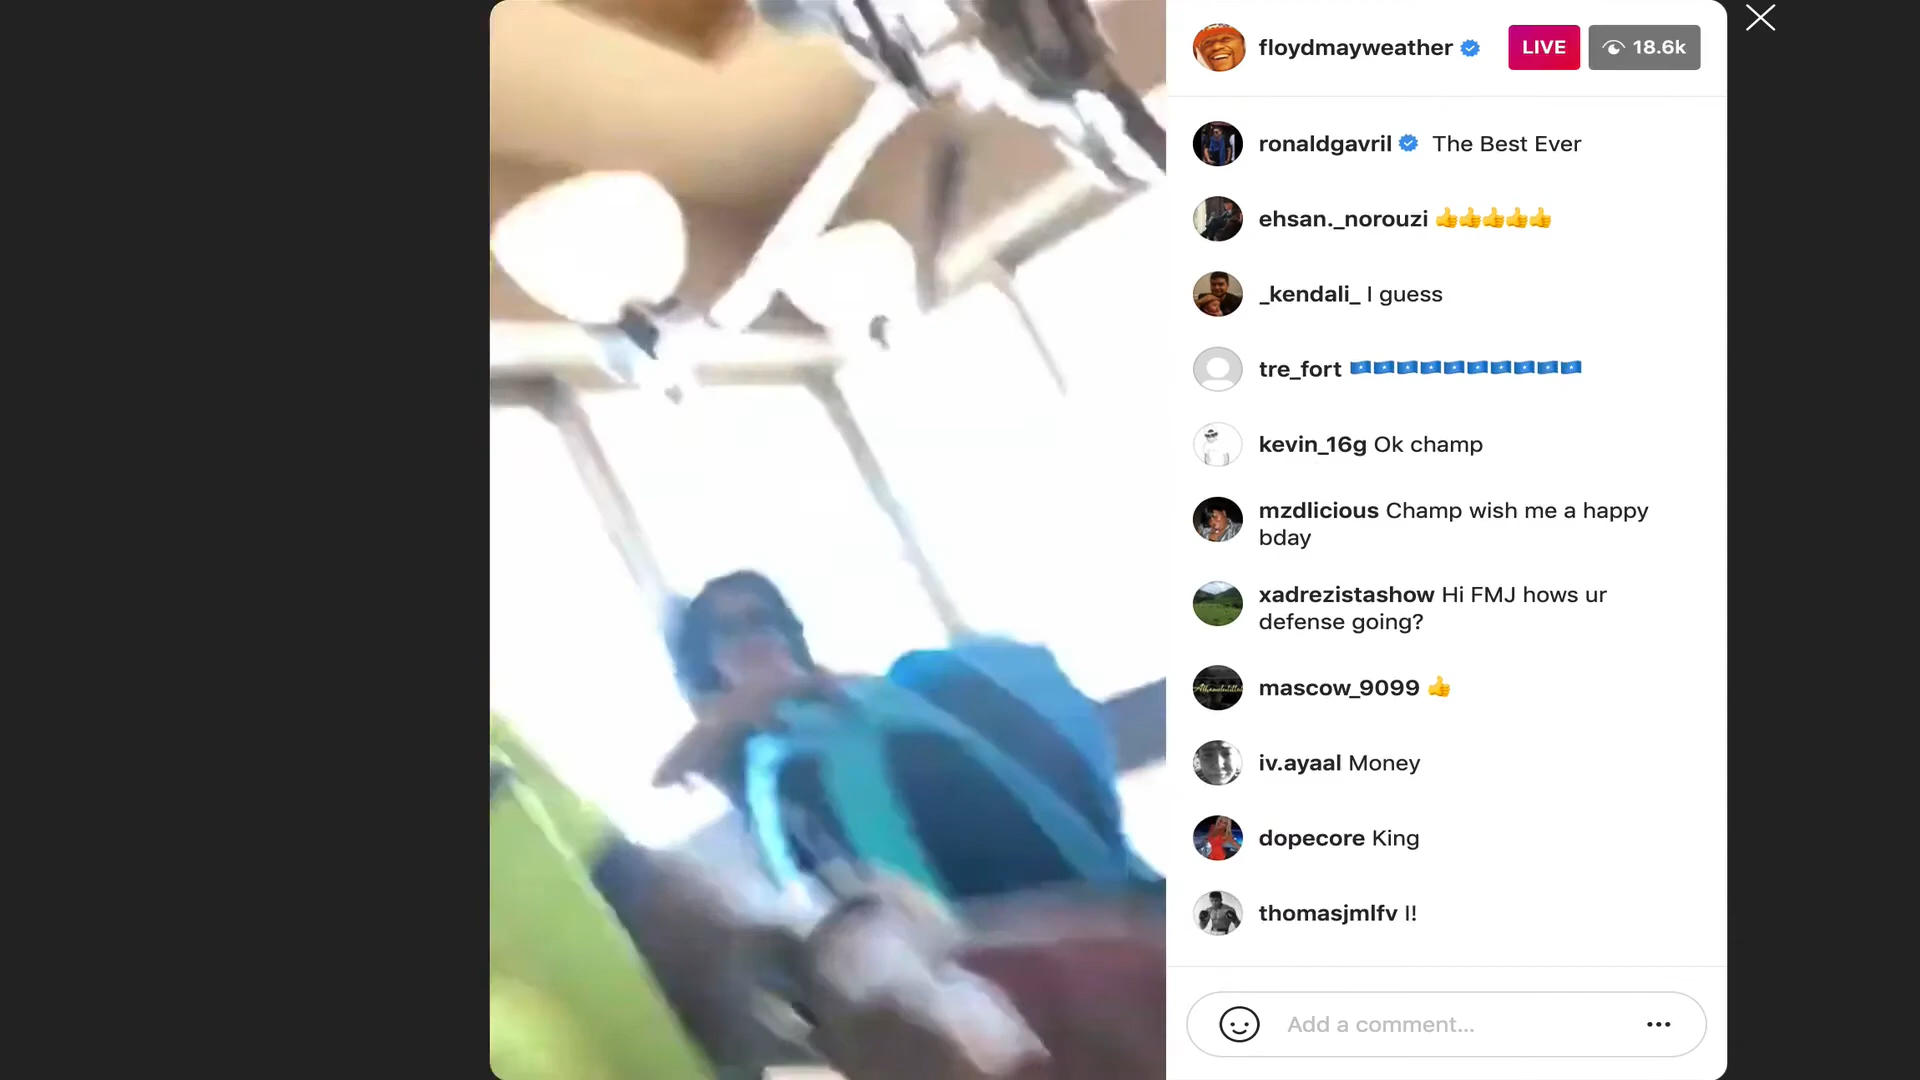 floydmayweather LIVE 18.6k
ronaldgavril The Best Ever
ehsan._norouzi 👍👍👍👍👍
_kendali_ I guess
tre_fort 🇸🇴🇸🇴🇸🇴🇸🇴🇸🇴🇸🇴🇸🇴🇸🇴🇸🇴🇸🇴
kevin_16g Ok champ
mzdlicious Champ wish me a happy
bday
xadrezistashow Hi FMJ hows ur
defense going?
mascow_9099 👍
iv.ayaal Money
dopecore King
thomasjmlfv I!
Add a comment...